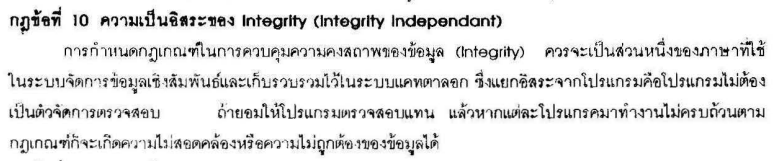 กฎข้อที่ 10 ความเป็นอิสระของ Integrity (Integrity Independant)
การกำหนดกฎเกณฑ์ในการควบคุมความคงสภาพของข้อมูล (Integrity) ควรจะเป็นส่วนหนึ่งของภาษาที่ใช้
ในระบบจัดการข้อมูลเชิงสัมพันธ์และเก็บรวบรวมไว้ในระบบแคทตาลอก ซึ่งแยกอิสระจากโปรแกรมคือโปรแกรมไม่ต้อง
เป็นตัวจัดการตรวจสอบ ถ้ายอมให้โปรแกรมตรวจสอบแทน แล้วหากแต่ละโปรแกรคมาทำงานไม่ครบถ้วนตาม
กฎเกณฑ์ก็จะเกิดความไม่สอดคล้องหรือความไม่ถูกต้องของข้อมูลได้